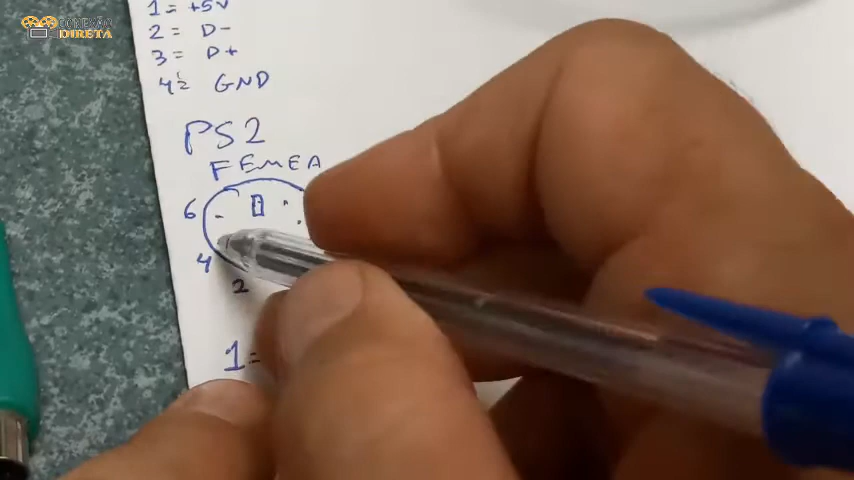 CONEXÃO
DIRETA
1 = +5V
2 = D-
3 = D+
4 = GND
PS2
FEMEA
6
4
2
1 =